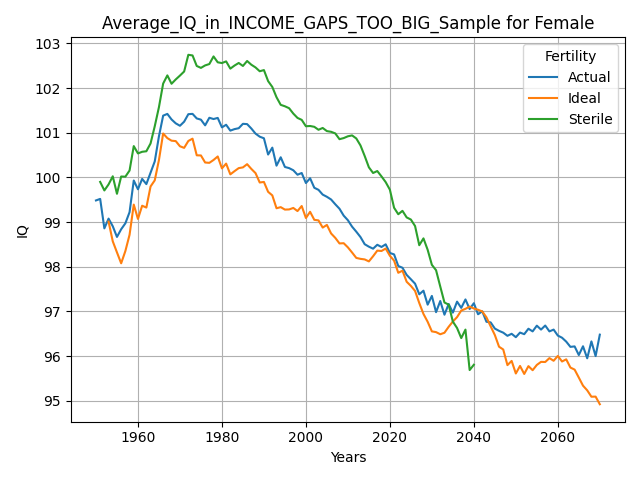 Average_IQ_in_INCOME_GAPS_TOO_BIG_Sample for Female
103
102
101
100
99
98
97
96
95
IQ
Fertility
Actual
Ideal
Sterile
1960 1980 2000 2020 2040 2060
Years